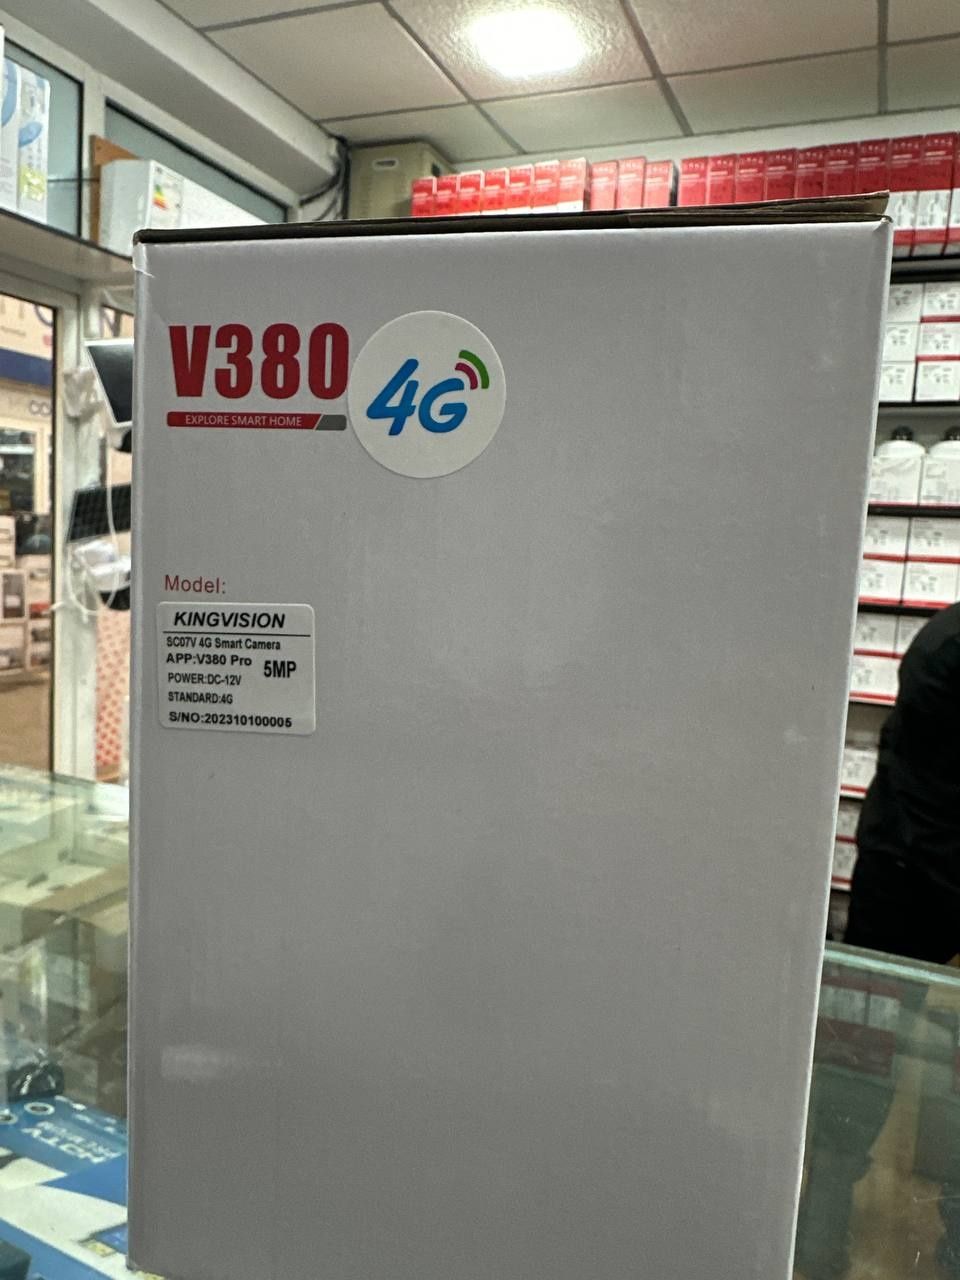 V380
EXPLORE SMART HOME
4G
Model:
KINGVISION
SC07V 4G Smart Camera
APP:V380 Pro
5MP
POWER:DC-12V
STANDARD:4G
S/NO:202310100005
HDTV